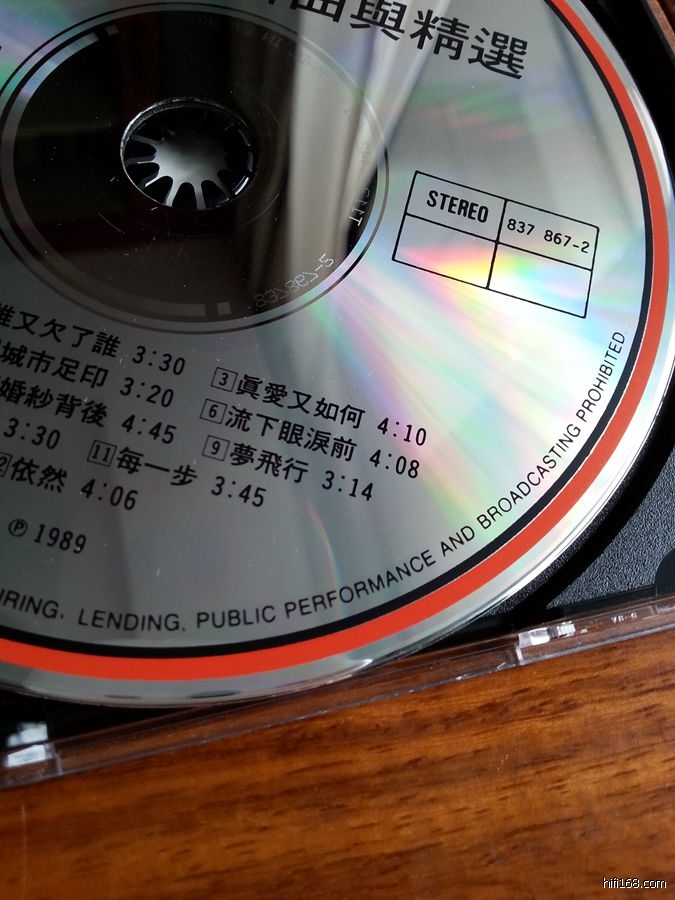 曲與精選
STEREO
837 867-2
誰又欠了誰 3:30
城市足印 3:20
3 眞愛又如何 4:10
婚紗背後 4:45
6 流下眼淚前 4:08
3:30
9 夢飛行 3:14
依然 4:06
11 每一步 3:45
Ⓟ 1989
LENDING, PUBLIC PERFORMANCE AND BROADCASTING PROHIBITED
hifi168.com